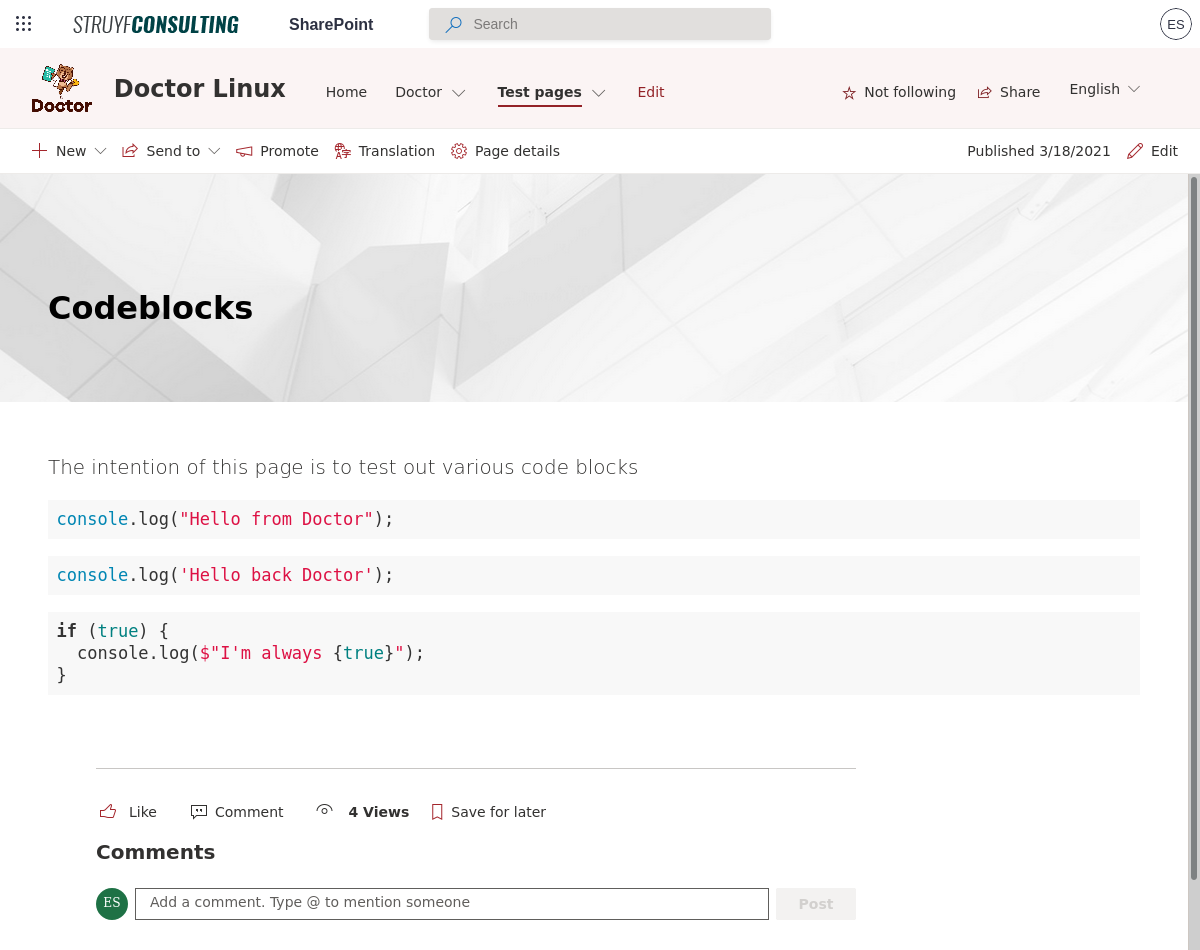 STRUYFCONSULTING SharePoint Search ES
Doctor Doctor Linux Home Doctor Test pages Edit Not following Share English
New Send to Promote Translation Page details Published 3/18/2021 Edit
Codeblocks
The intention of this page is to test out various code blocks
console.log("Hello from Doctor");
console.log('Hello back Doctor');
if (true) {
  console.log($"I'm always {true}");
}
Like Comment 4 Views Save for later
Comments
ES Add a comment. Type @ to mention someone Post